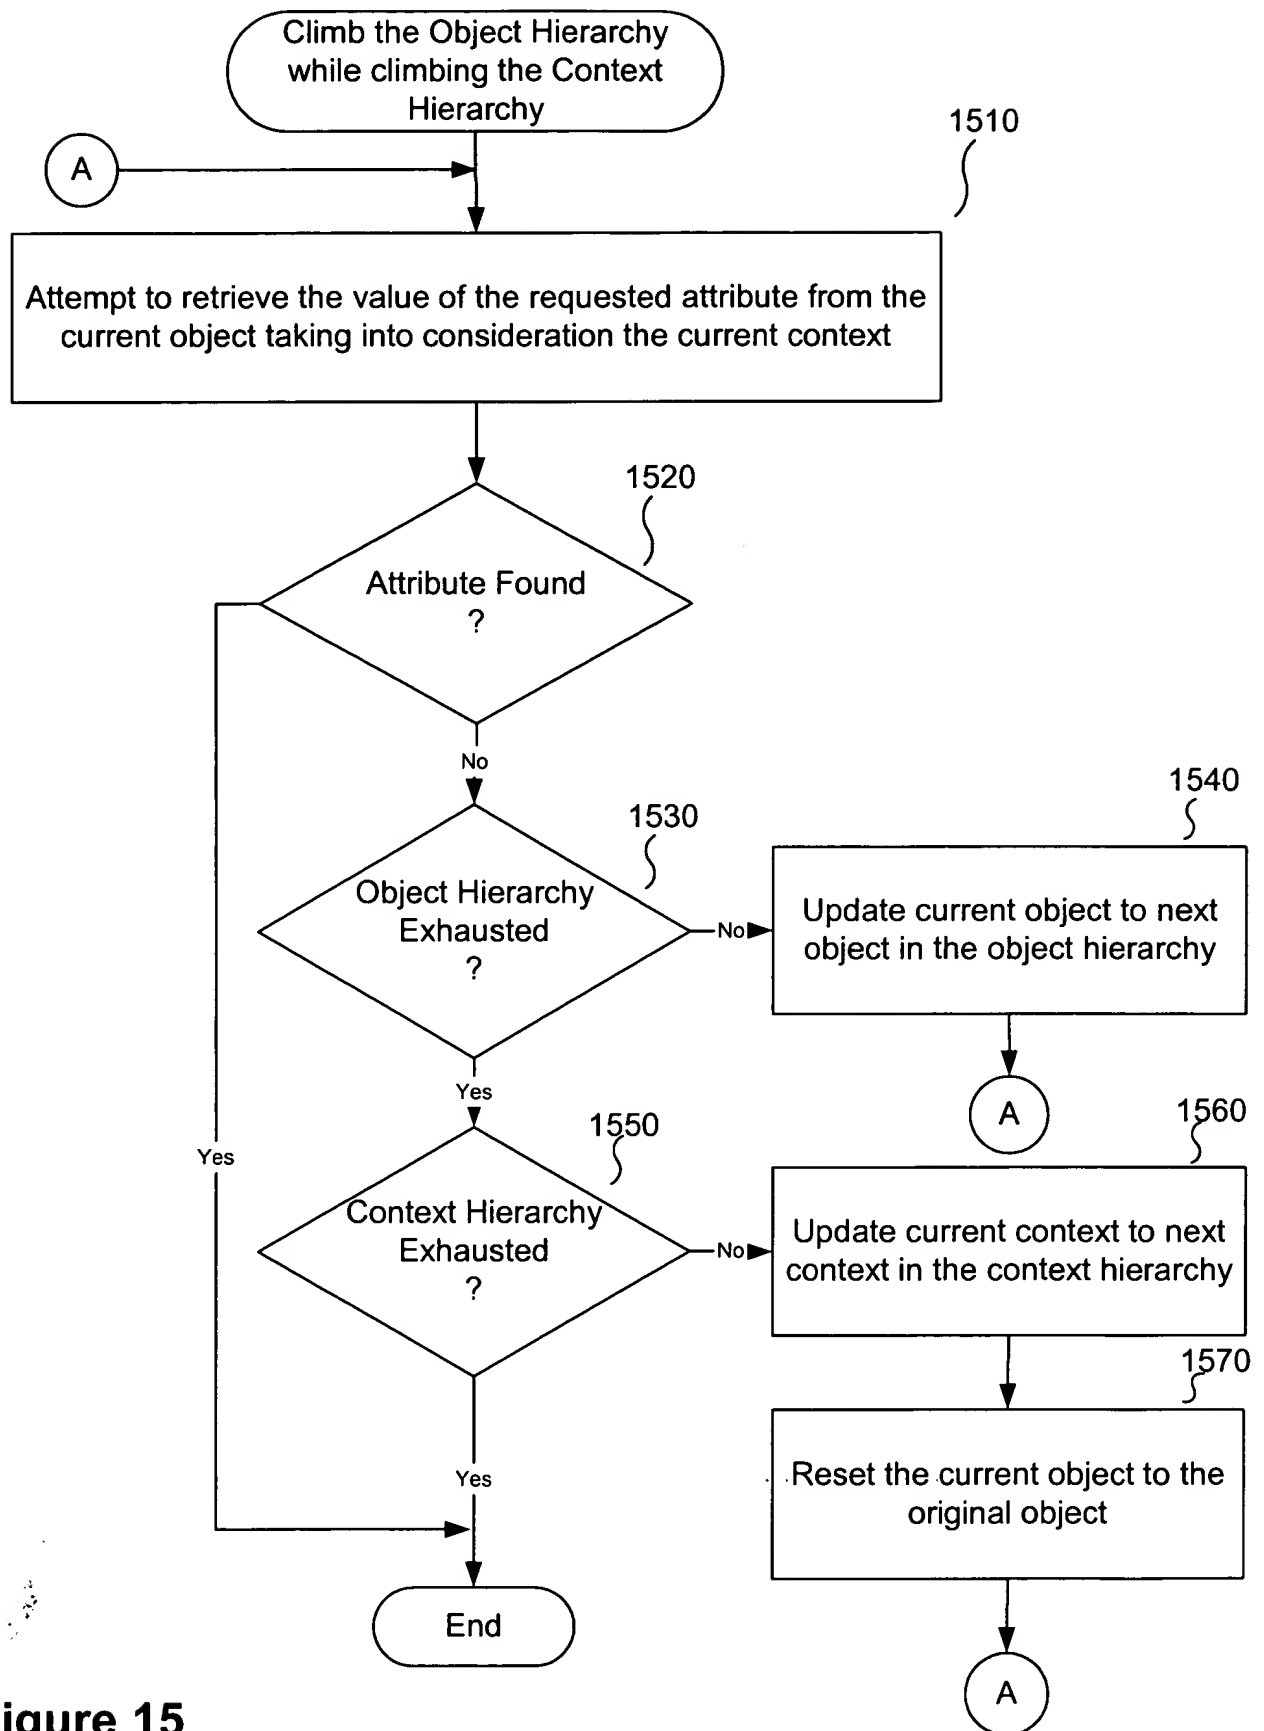 Climb the Object Hierarchy
while climbing the Context
Hierarchy
A
1510
Attempt to retrieve the value of the requested attribute from the
current object taking into consideration the current context
1520
Attribute Found
?
No
1530
Object Hierarchy
Exhausted
?
No
1540
Update current object to next
object in the object hierarchy
A
Yes
Yes
1550
Context Hierarchy
Exhausted
?
No
1560
Update current context to next
context in the context hierarchy
1570
Reset the current object to the
original object
A
Yes
End
igure 15